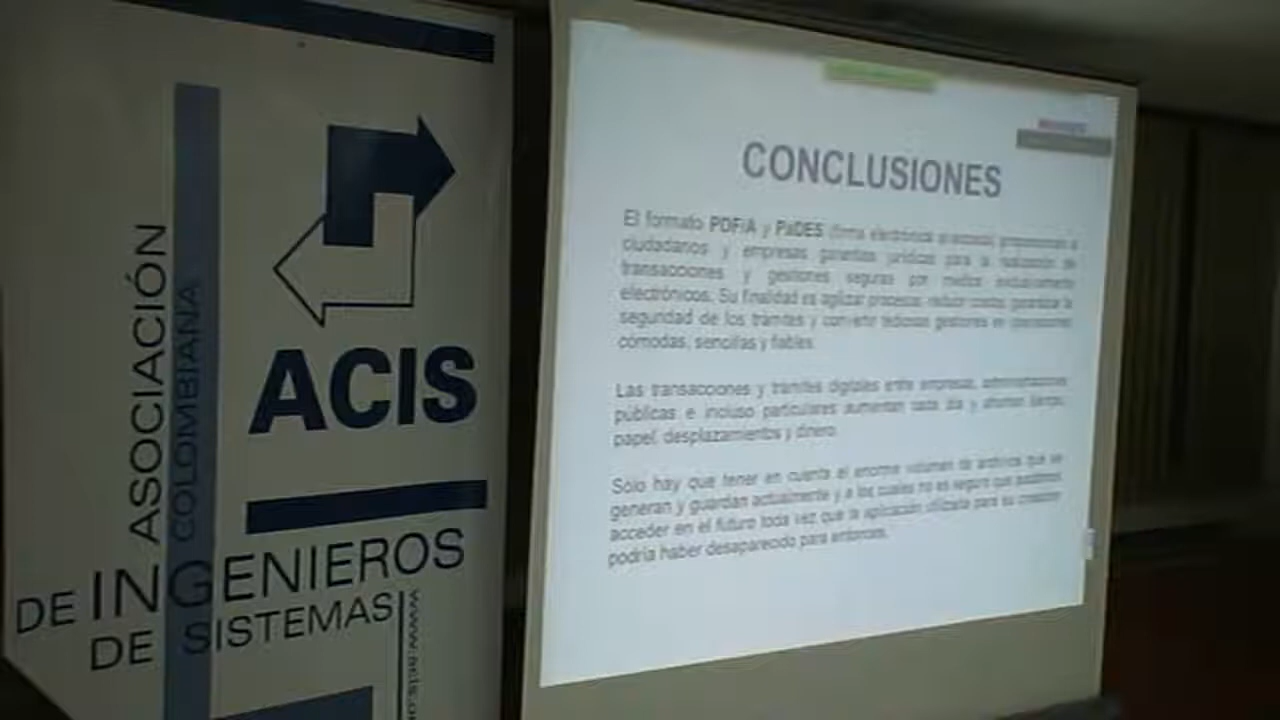 ASOCIACIÓN
COLOMBIANA
ACIS
DE INGENIEROS
DE SISTEMAS
www.acis.o
CONCLUSIONES
El formato PDF/A y PaDES (firma electrónica avanzada) proporcionan a
ciudadanos y empresas garantías jurídicas para la realización de
transacciones y gestiones seguras por medios exclusivamente
electrónicos. Su finalidad es agilizar procesos, reducir costos, garantizar la
seguridad de los trámites y convertir tediosas gestiones en operaciones
cómodas, sencillas y fiables.
Las transacciones y trámites digitales entre empresas, administraciones
públicas e incluso particulares aumentan cada día y ahorran tiempo,
papel, desplazamientos y dinero.
Sólo hay que tener en cuenta el enorme volumen de archivos que se
generan y guardan actualmente y a los cuales no es seguro que podamos
acceder en el futuro toda vez que la aplicación utilizada para su creación
podría haber desaparecido para entonces.